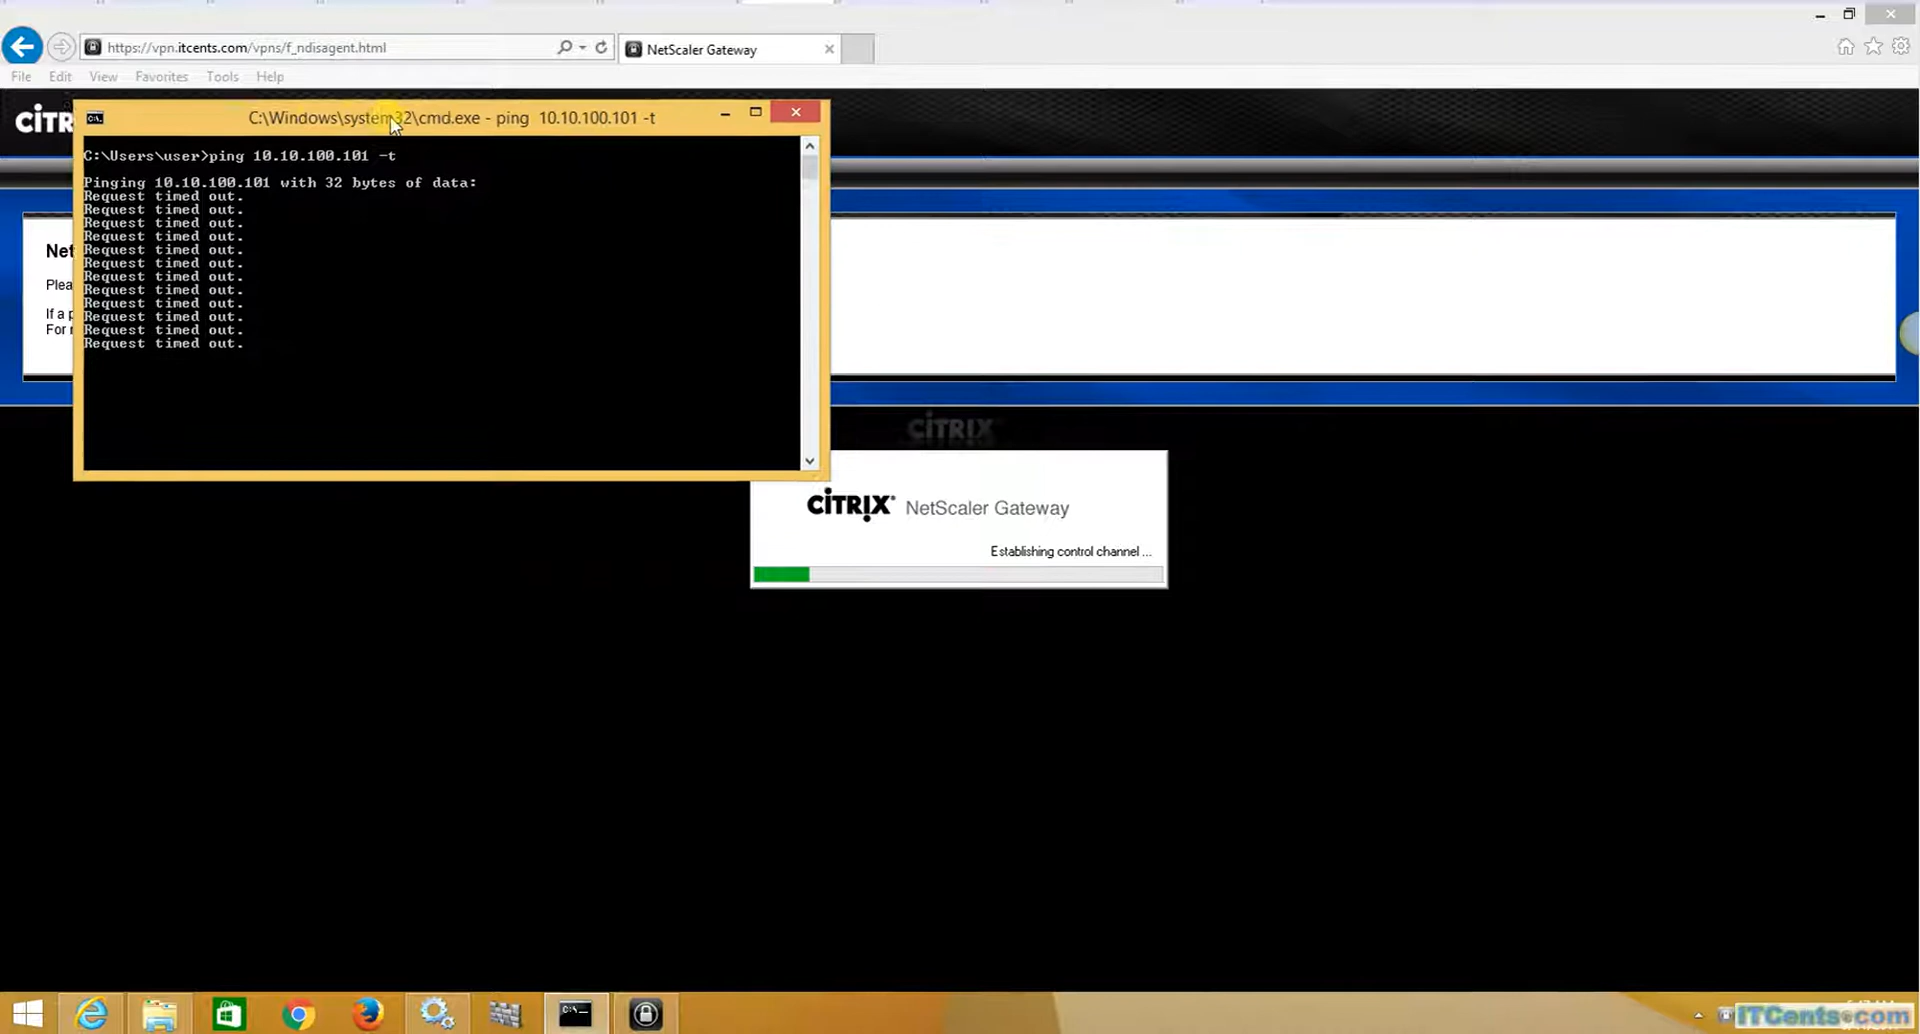 https://vpn.itcents.com/vpns/f_ndisagent.html
NetScaler Gateway
File Edit View Favorites Tools Help
C:\Windows\system32\cmd.exe - ping 10.10.100.101 -t
C:\Users\user>ping 10.10.100.101 -t
Pinging 10.10.100.101 with 32 bytes of data:
Request timed out.
Request timed out.
Request timed out.
Request timed out.
Request timed out.
Request timed out.
Request timed out.
Request timed out.
Request timed out.
Request timed out.
Request timed out.
Request timed out.
If a
For
CITRIX
CITRIX NetScaler Gateway
Establishing control channel ...
ITCents.com